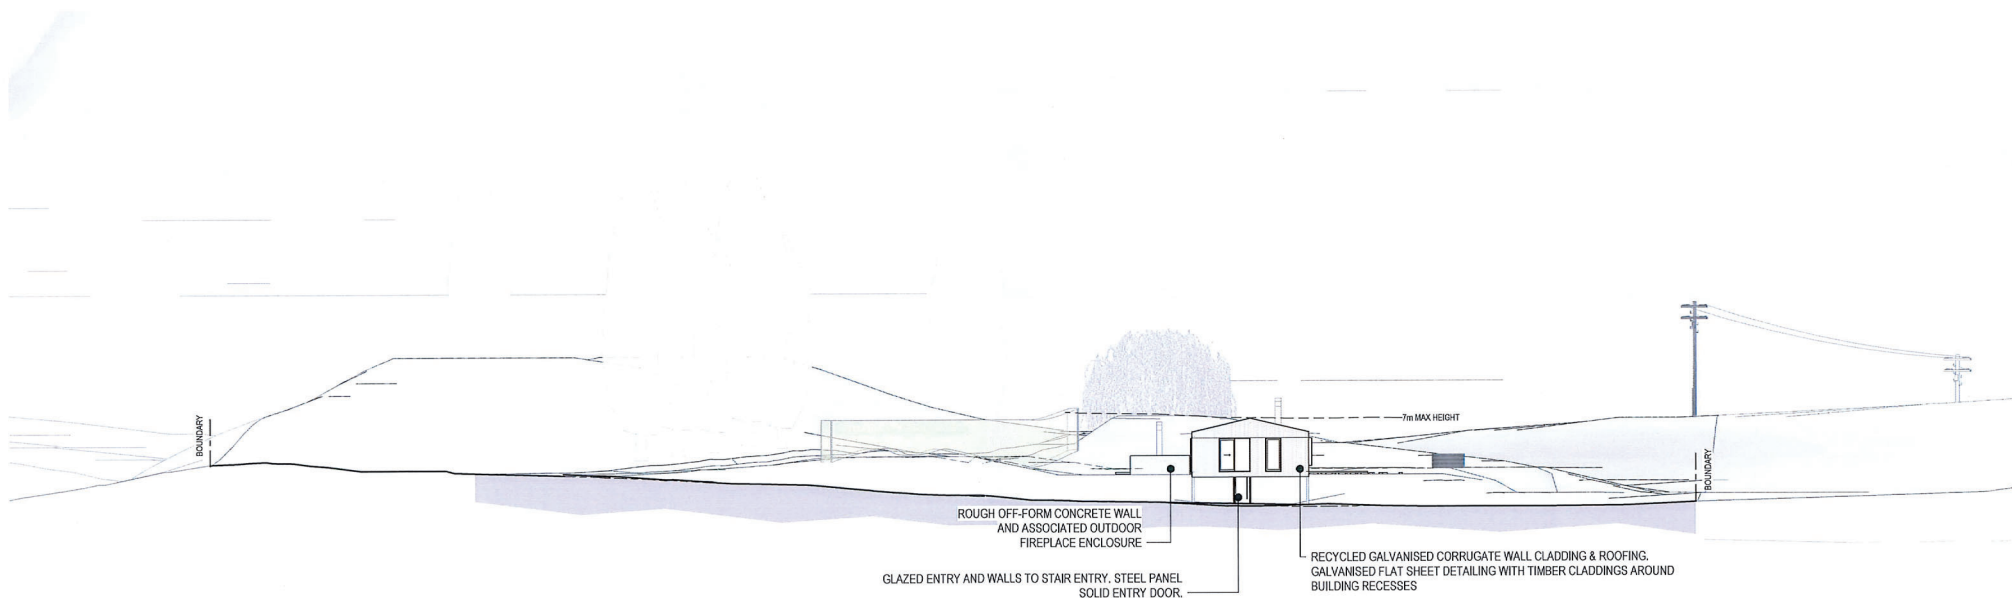 BOUNDARY
7m MAX HEIGHT
BOUNDARY
ROUGH OFF-FORM CONCRETE WALL
AND ASSOCIATED OUTDOOR
FIREPLACE ENCLOSURE
GLAZED ENTRY AND WALLS TO STAIR ENTRY. STEEL PANEL
SOLID ENTRY DOOR.
RECYCLED GALVANISED CORRUGATE WALL CLADDING & ROOFING.
GALVANISED FLAT SHEET DETAILING WITH TIMBER CLADDINGS AROUND
BUILDING RECESSES